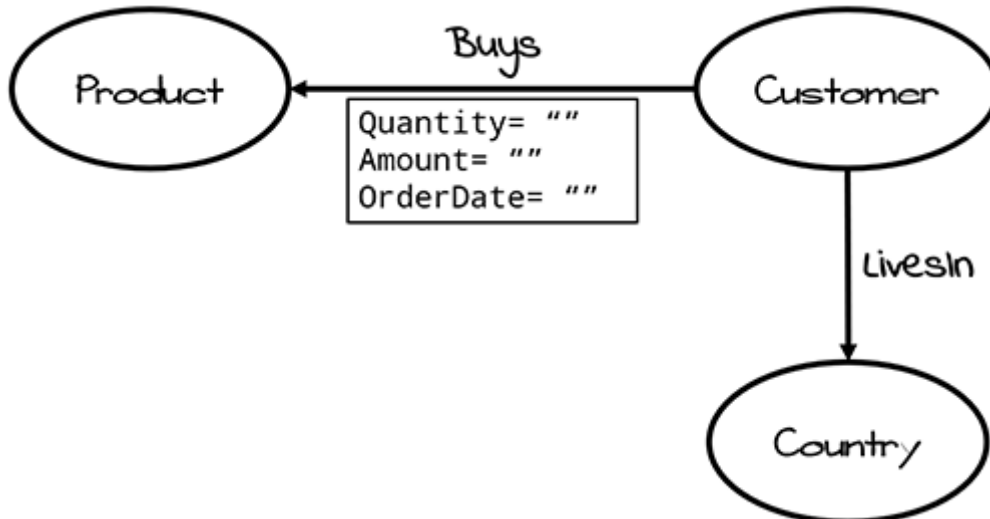 Buys
Product
Customer
Quantity= “”
Amount= “”
OrderDate= “”
LivesIn
Country